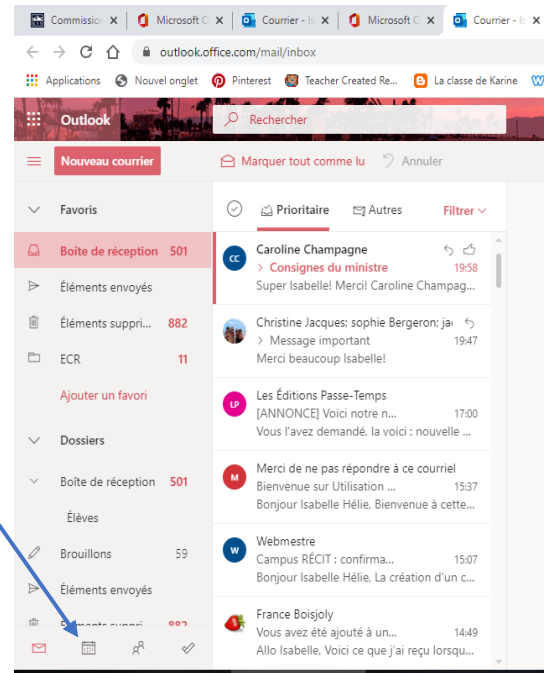 Commission
Microsoft C
Courrier - Is
Microsoft C
Courrier - Is
outlook.office.com/mail/inbox
Applications Nouvel onglet Pinterest Teacher Created Re... La classe de Karine
Outlook Rechercher
Nouveau courrier Marquer tout comme lu Annuler
Favoris
Boîte de réception 501
Éléments envoyés
Éléments suppri... 882
ECR 11
Ajouter un favori
Dossiers
Boîte de réception 501
Élèves
Brouillons 59
Éléments envoyés
Éléments suppri... 882
Prioritaire Autres Filtrer
CC Caroline Champagne
> Consignes du ministre 19:58
Super Isabelle! Merci! Caroline Champag...
Christine Jacques; sophie Bergeron; ja
> Message important 19:47
Merci beaucoup Isabelle!
LP Les Éditions Passe-Temps
[ANNONCE] Voici notre n... 17:00
Vous l'avez demandé, la voici : nouvelle ...
M Merci de ne pas répondre à ce courriel
Bienvenue sur Utilisation ... 15:37
Bonjour Isabelle Hélie, Bienvenue à cette...
W Webmestre
Campus RÉCIT : confirma... 15:07
Bonjour Isabelle Hélie, La création d'un c...
France Boisjoly
Vous avez été ajouté à un... 14:49
Allo Isabelle, Voici ce que j'ai reçu lorsqu...